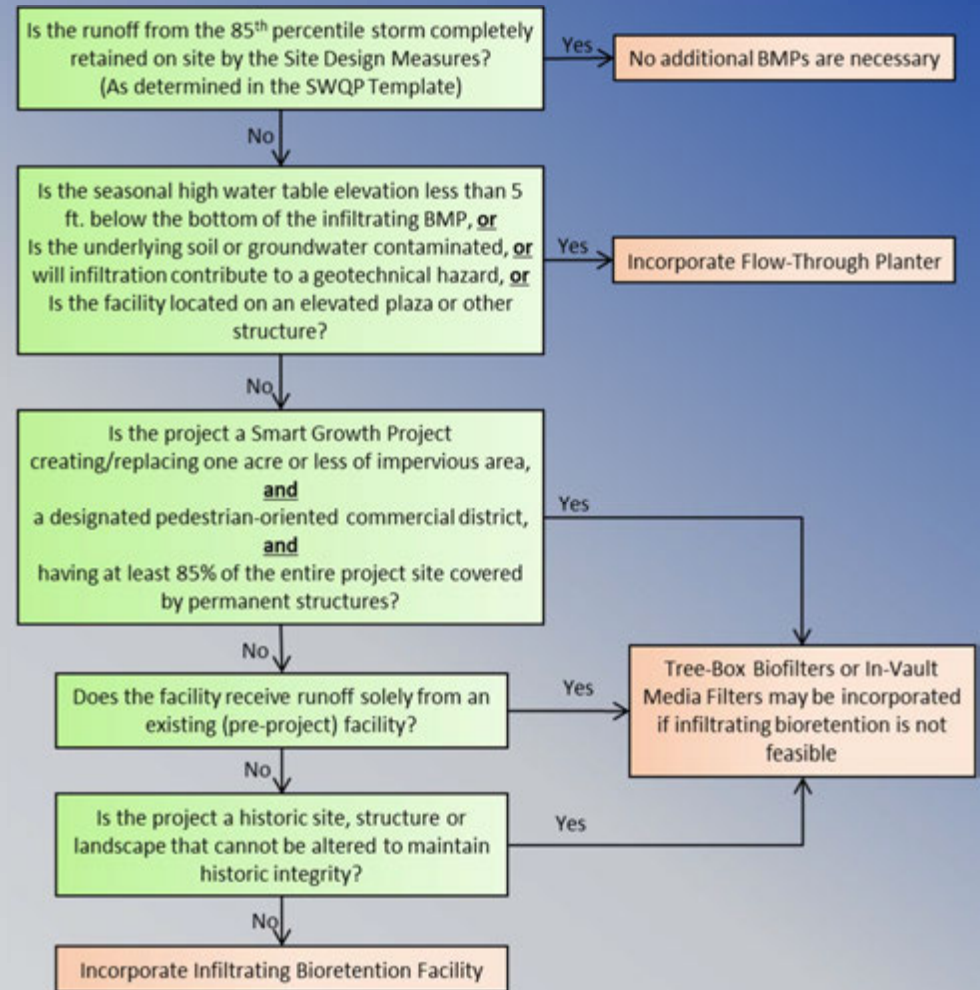 Is the runoff from the 85th percentile storm completely
retained on site by the Site Design Measures?
(As determined in the SWQP Template)
Yes
No additional BMPs are necessary
No
Is the seasonal high water table elevation less than 5
ft. below the bottom of the infiltrating BMP, or
Is the underlying soil or groundwater contaminated, or
will infiltration contribute to a geotechnical hazard, or
Is the facility located on an elevated plaza or other
structure?
Yes
Incorporate Flow-Through Planter
No
Is the project a Smart Growth Project
creating/replacing one acre or less of impervious area,
and
a designated pedestrian-oriented commercial district,
and
having at least 85% of the entire project site covered
by permanent structures?
Yes
No
Does the facility receive runoff solely from an
existing (pre-project) facility?
Yes
Tree-Box Biofilters or In-Vault
Media Filters may be incorporated
if infiltrating bioretention is not
feasible
No
Is the project a historic site, structure or
landscape that cannot be altered to maintain
historic integrity?
Yes
No
Incorporate Infiltrating Bioretention Facility